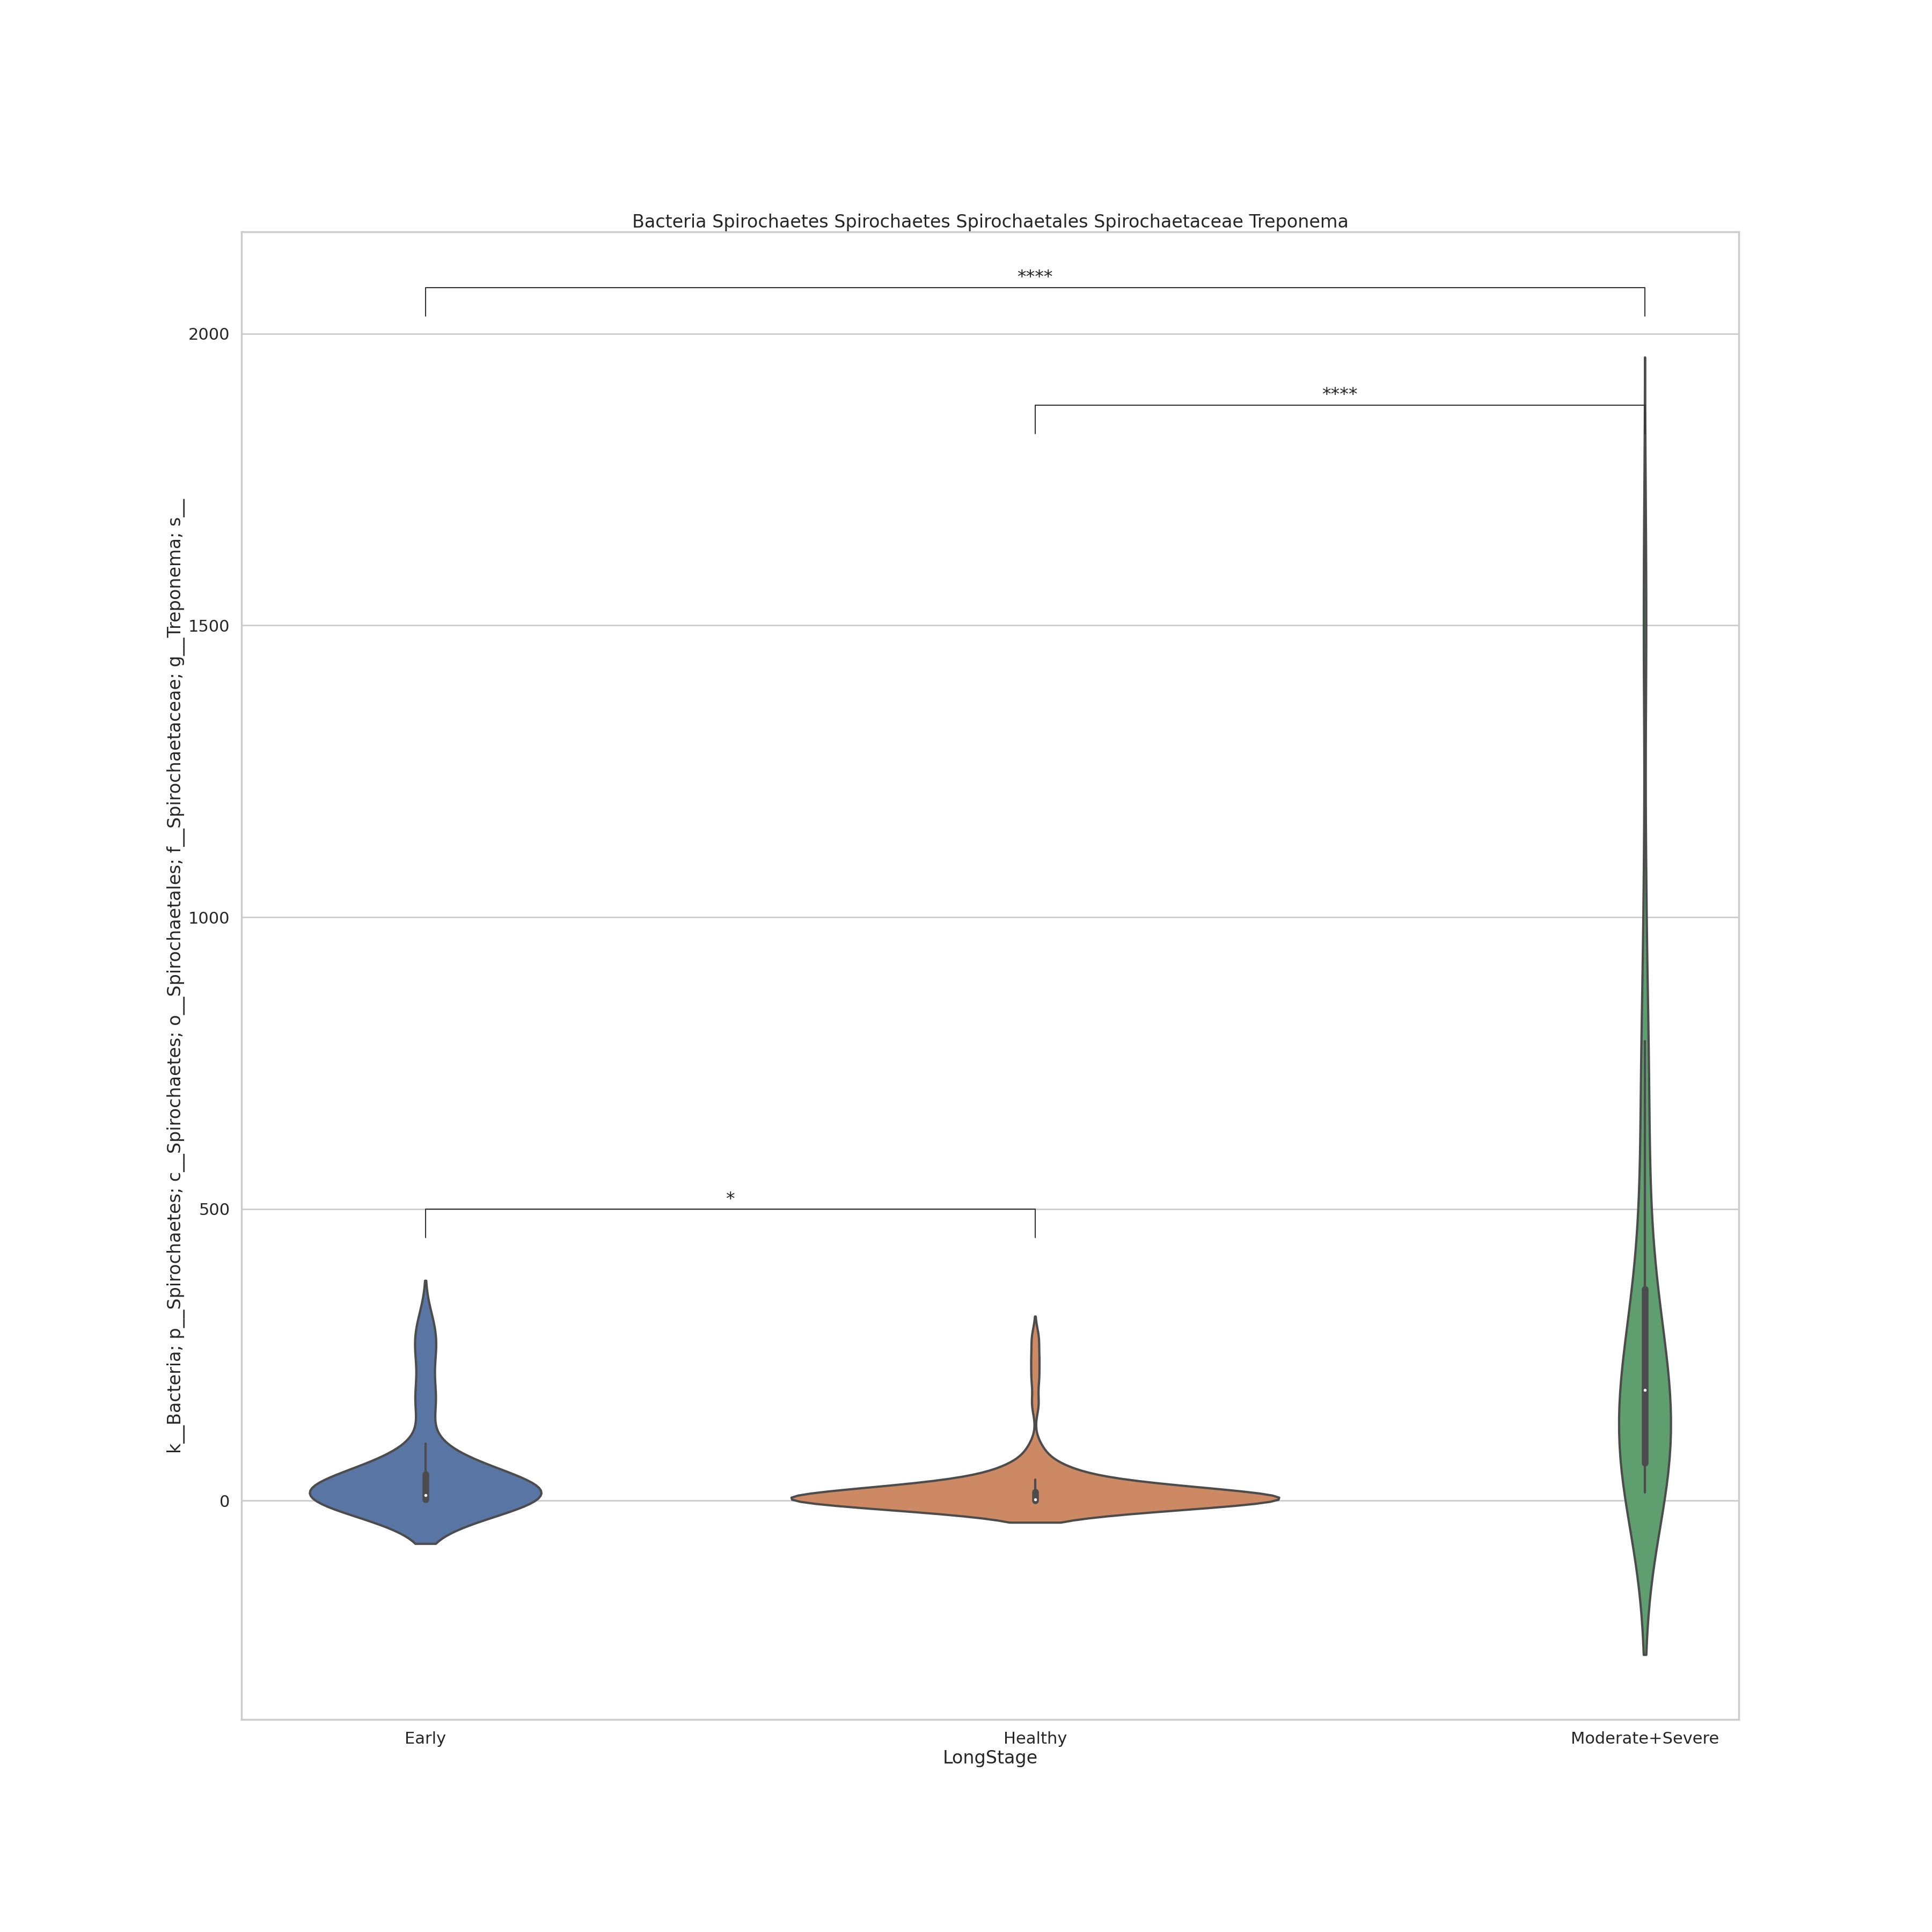 Bacteria Spirochaetes Spirochaetes Spirochaetales Spirochaetaceae Treponema
****
2000
****
1500
1000
500
*
0
k__Bacteria; p__Spirochaetes; c__Spirochaetes; o__Spirochaetales; f__Spirochaetaceae; g__Treponema; s__
Early
Healthy
Moderate+Severe
LongStage